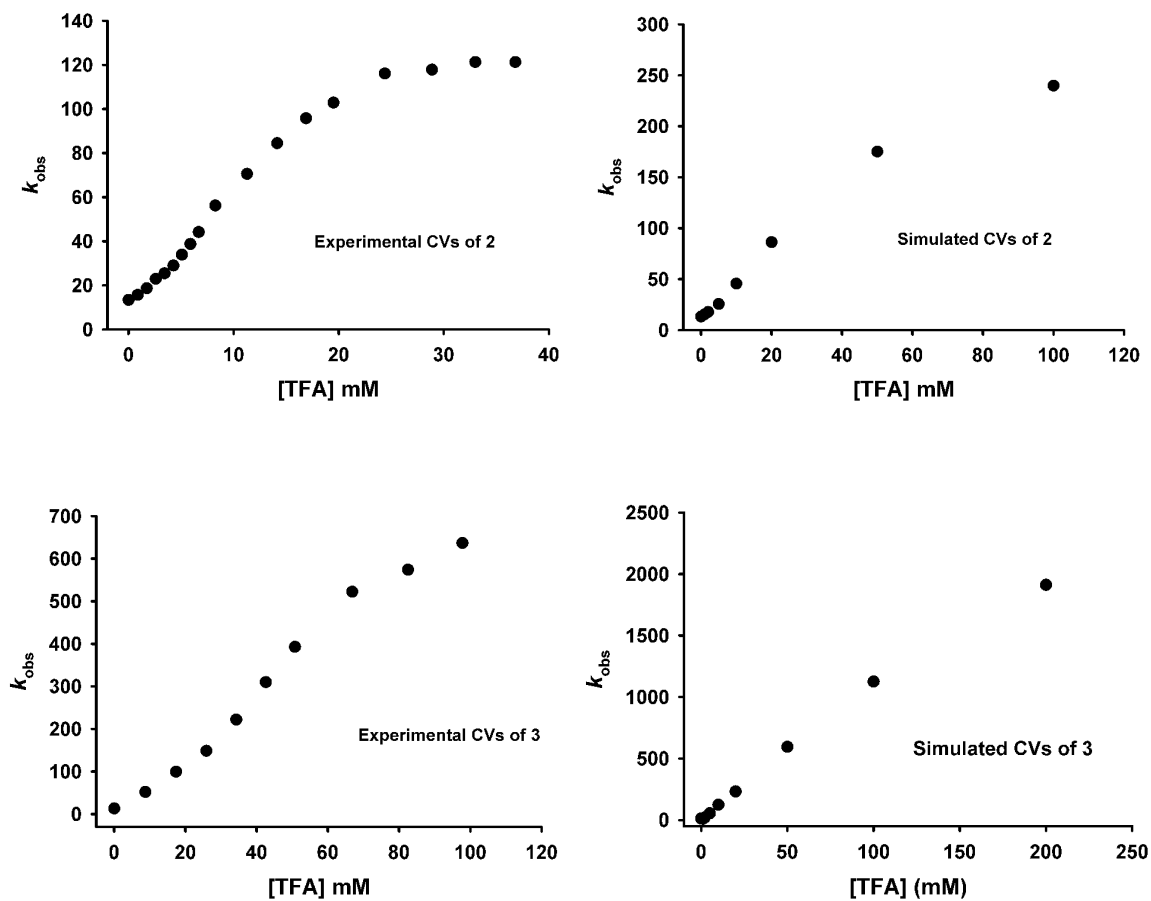 140
120
100
80
60
40
20
0
k obs
Experimental CVs of 2
0 10 20 30 40
[TFA] mM
300
250
200
150
100
50
0
k obs
Simulated CVs of 2
0 20 40 60 80 100 120
[TFA] mM
700
600
500
400
300
200
100
0
k obs
Experimental CVs of 3
0 20 40 60 80 100 120
[TFA] mM
2500
2000
1500
1000
500
0
k obs
Simulated CVs of 3
0 50 100 150 200 250
[TFA] (mM)